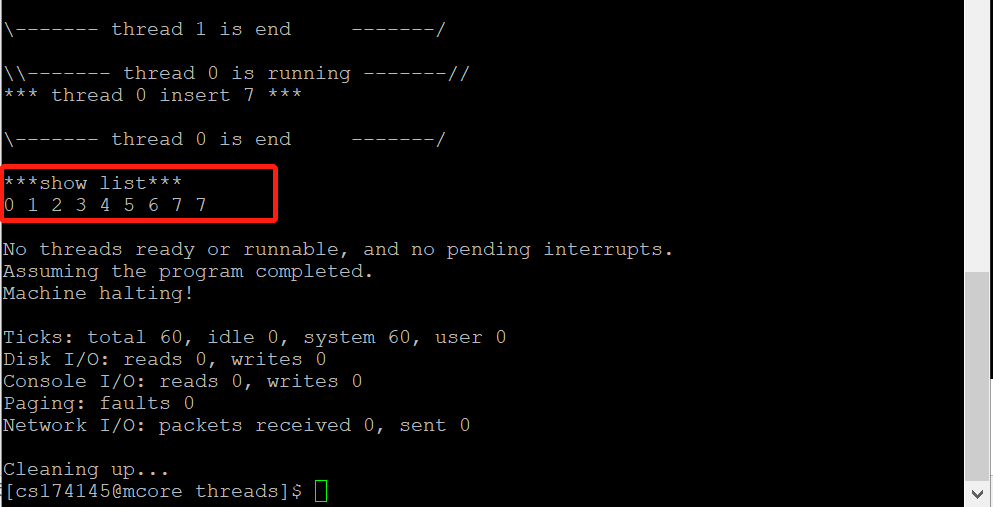 \------- thread 1 is end     -------/
\\------- thread 0 is running -------//
*** thread 0 insert 7 ***
\------- thread 0 is end     -------/
***show list***
0 1 2 3 4 5 6 7 7
No threads ready or runnable, and no pending interrupts.
Assuming the program completed.
Machine halting!
Ticks: total 60, idle 0, system 60, user 0
Disk I/O: reads 0, writes 0
Console I/O: reads 0, writes 0
Paging: faults 0
Network I/O: packets received 0, sent 0
Cleaning up...
[cs174145@mcore threads]$